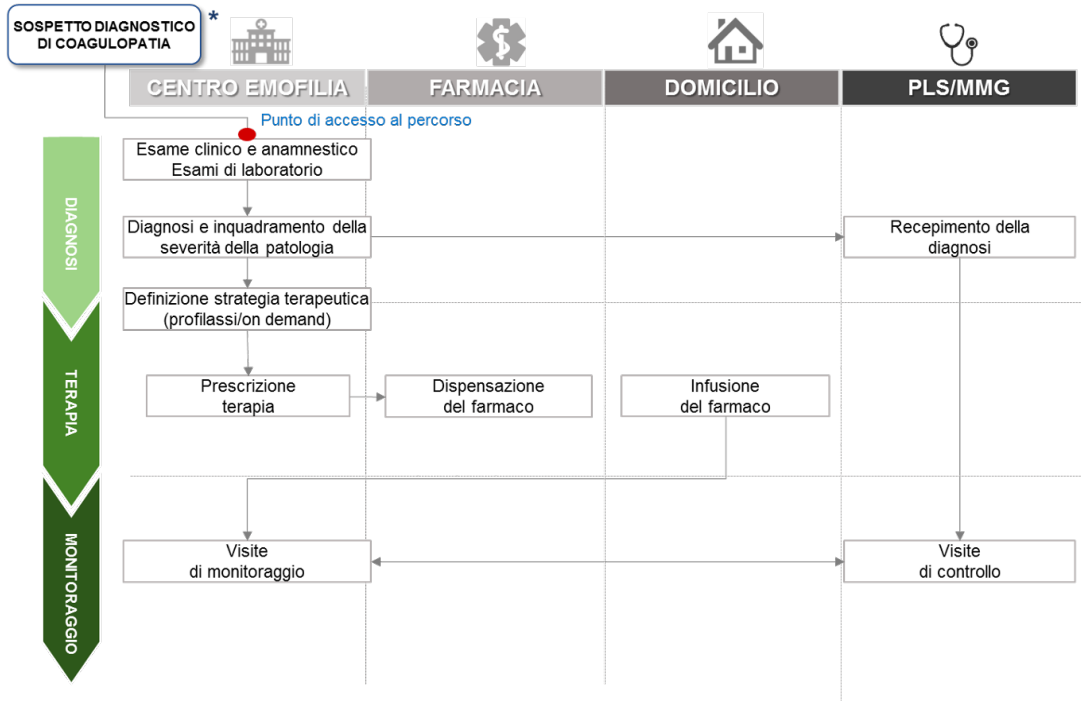 SOSPETTO DIAGNOSTICO
DI COAGULOPATIA
*
CENTRO EMOFILIA
FARMACIA
DOMICILIO
PLS/MMG
Punto di accesso al percorso
DIAGNOSI
Esame clinico e anamnestico
Esami di laboratorio
Diagnosi e inquadramento della
severità della patologia
Recepimento della
diagnosi
Definizione strategia terapeutica
(profilassi/on demand)
TERAPIA
Prescrizione
terapia
Dispensazione
del farmaco
Infusione
del farmaco
MONITORAGGIO
Visite
di monitoraggio
Visite
di controllo